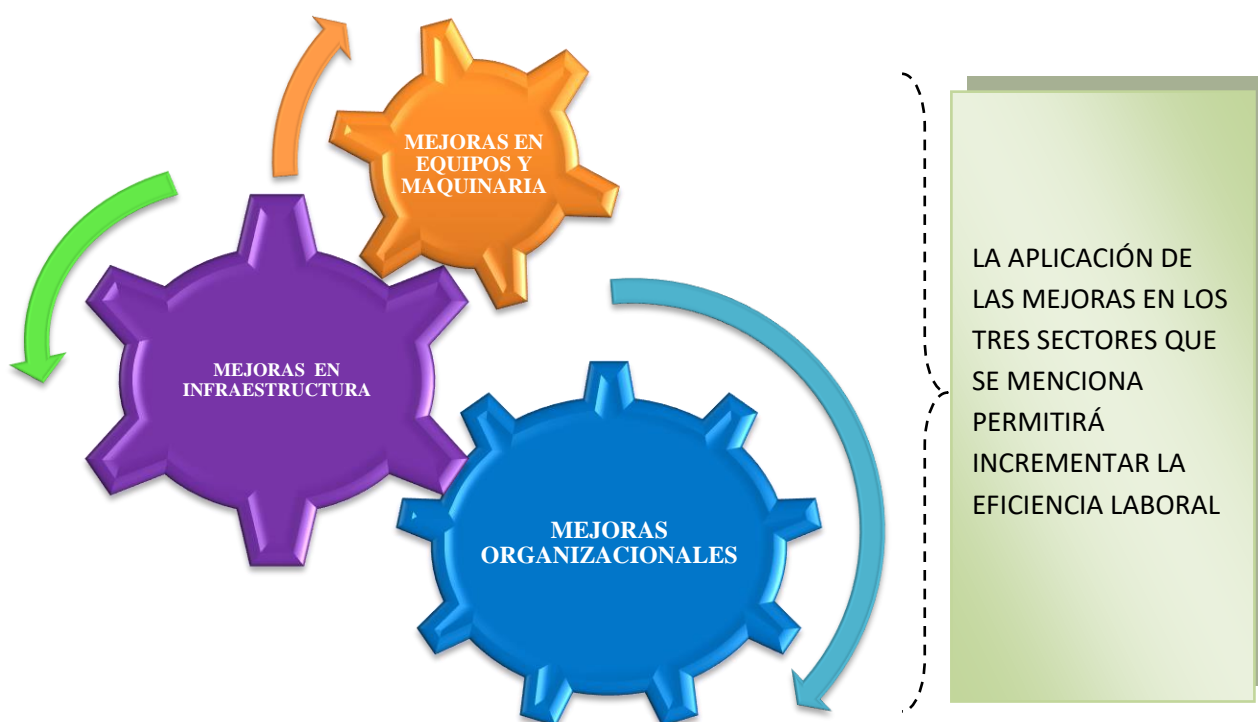 MEJORAS EN
EQUIPOS Y
MAQUINARIA
MEJORAS EN
INFRAESTRUCTURA
MEJORAS
ORGANIZACIONALES
LA APLICACIÓN DE
LAS MEJORAS EN LOS
TRES SECTORES QUE
SE MENCIONA
PERMITIRÁ
INCREMENTAR LA
EFICIENCIA LABORAL